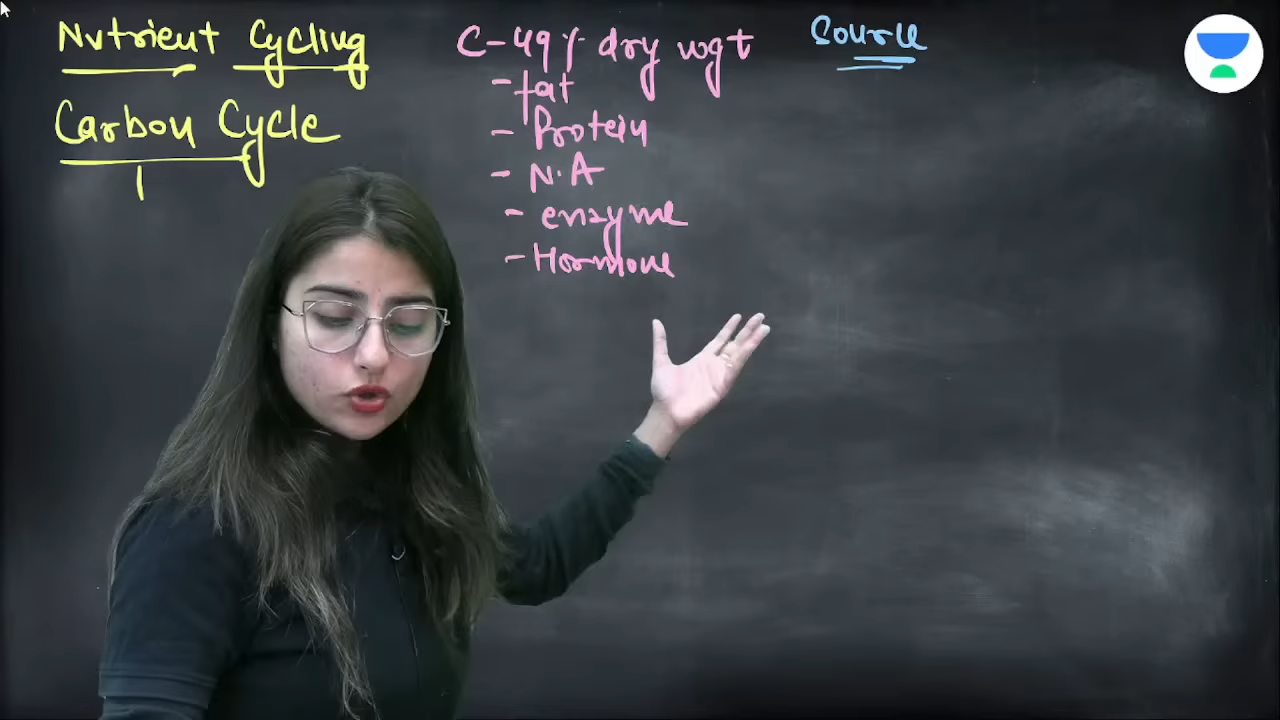 Nutrient Cycling
Carbon Cycle
C-49% dry wgt
- fat
- Protein
- N.A
- enzyme
- Hormone
Source